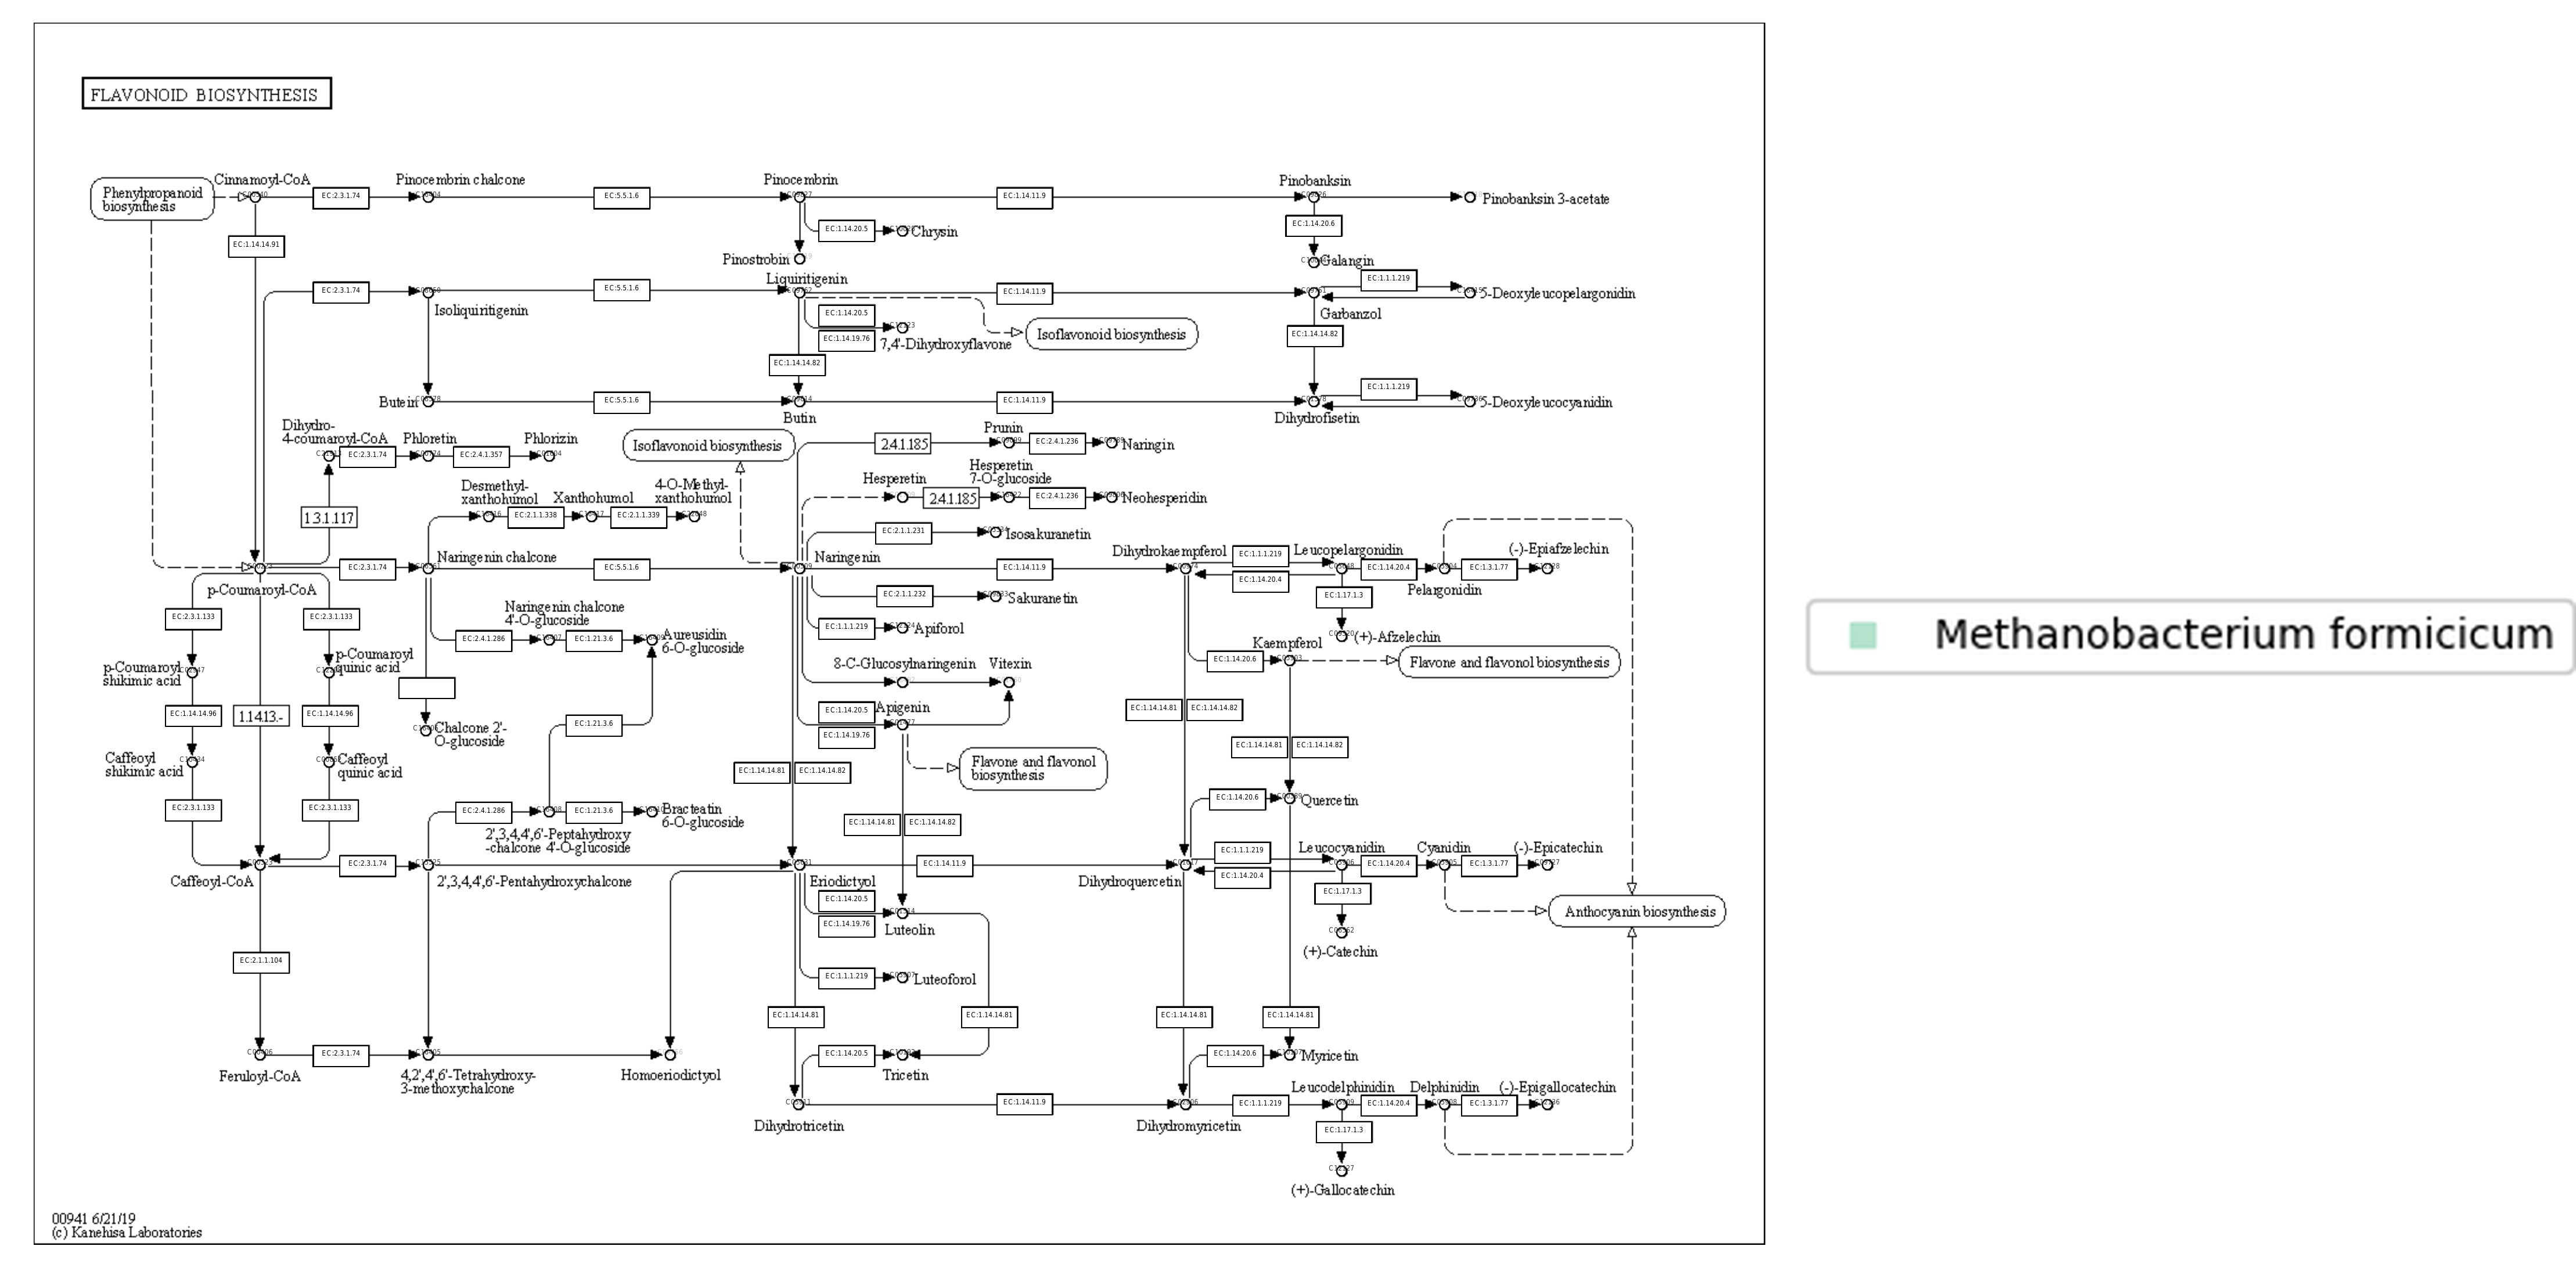 FLAVONOID BIOSYNTHESIS
Phenylpropanoid
biosynthesis
Cinnamoyl-CoA
EC:2.3.1.74
Pinocembrin chalcone
EC:5.5.1.6
Pinocembrin
EC:1.14.11.9
Pinobanksin
Pinobanksin 3-acetate
EC:1.14.14.91
EC:1.14.20.5
Chrysin
EC:1.14.20.6
Pinostrobin
Galangin
Liquiritigenin
EC:2.3.1.74
EC:5.5.1.6
EC:1.14.11.9
EC:1.1.1.219
5-Deoxyleucopelargonidin
Isoliquiritigenin
EC:1.14.20.5
EC:1.14.19.76
7,4'-Dihydroxyflavone
Isoflavonoid biosynthesis
Garbanzol
EC:1.14.14.82
EC:1.14.14.82
Butein
EC:5.5.1.6
Butin
EC:1.14.11.9
Dihydrofisetin
EC:1.1.1.219
5-Deoxyleucocyanidin
Dihydro-
4-coumaroyl-CoA
EC:2.3.1.74
Phloretin
EC:2.4.1.357
Phlorizin
Isoflavonoid biosynthesis
2.4.1.185
Prunin
EC:2.4.1.236
Naringin
Hesperetin
2.4.1.185
Hesperetin
7-O-glucoside
EC:2.4.1.236
Neohesperidin
Desmethyl-
xanthohumol
EC:2.1.1.338
Xanthohumol
EC:2.1.1.339
4-O-Methyl-
xanthohumol
1.3.1.117
EC:2.1.1.231
Isosakuranetin
p-Coumaroyl-CoA
EC:2.3.1.74
Naringenin chalcone
EC:5.5.1.6
Naringenin
EC:1.14.11.9
Dihydrokaempferol
EC:1.1.1.219
EC:1.14.20.4
Leucopelargonidin
EC:1.14.20.4
Pelargonidin
EC:1.3.1.77
(-)-Epiafzelechin
EC:2.1.1.232
Sakuranetin
EC:1.17.1.3
(+)-Afzelechin
EC:2.3.1.133
EC:2.3.1.133
Naringenin chalcone
4'-O-glucoside
EC:2.4.1.286
EC:1.21.3.6
Aureusidin
6-O-glucoside
EC:1.1.1.219
Apiforol
Kaempferol
EC:1.14.20.6
Flavone and flavonol biosynthesis
p-Coumaroyl
shikimic acid
p-Coumaroyl
quinic acid
8-C-Glucosylnaringenin
Vitexin
EC:1.14.14.96
1.14.13.-
EC:1.14.14.96
Chalcone 2'-
O-glucoside
EC:1.21.3.6
EC:1.14.20.5
EC:1.14.19.76
Apigenin
EC:1.14.14.81
EC:1.14.14.82
EC:1.14.14.81
EC:1.14.14.82
Caffeoyl
shikimic acid
Caffeoyl
quinic acid
EC:1.14.14.81
EC:1.14.14.82
Flavone and flavonol
biosynthesis
EC:2.3.1.133
EC:2.3.1.133
EC:2.4.1.286
EC:1.21.3.6
Bracteatin
6-O-glucoside
2',3,4,4',6'-Peptahydroxy
-chalcone 4'-O-glucoside
EC:1.14.14.81
EC:1.14.14.82
EC:1.14.20.6
Quercetin
Caffeoyl-CoA
EC:2.3.1.74
2',3,4,4',6'-Pentahydroxychalcone
Eriodictyol
EC:1.14.11.9
Dihydroquercetin
EC:1.1.1.219
EC:1.14.20.4
Leucocyanidin
EC:1.14.20.4
Cyanidin
EC:1.3.1.77
(-)-Epicatechin
EC:1.17.1.3
(+)-Catechin
Anthocyanin biosynthesis
EC:1.14.20.5
EC:1.14.19.76
Luteolin
EC:2.1.1.104
EC:1.1.1.219
Luteoforol
EC:1.14.14.81
EC:1.14.14.81
EC:1.14.14.81
EC:1.14.14.81
Feruloyl-CoA
EC:2.3.1.74
4,2',4',6'-Tetrahydroxy-
3-methoxychalcone
Homoeriodictyol
EC:1.14.20.5
Tricetin
EC:1.14.20.6
Myricetin
Dihydrotricetin
EC:1.14.11.9
Dihydromyricetin
EC:1.1.1.219
Leucodelphinidin
EC:1.14.20.4
Delphinidin
EC:1.3.1.77
(-)-Epigallocatechin
EC:1.17.1.3
(+)-Gallocatechin
00941 6/21/19
(c) Kanehisa Laboratories
Methanobacterium formicicum